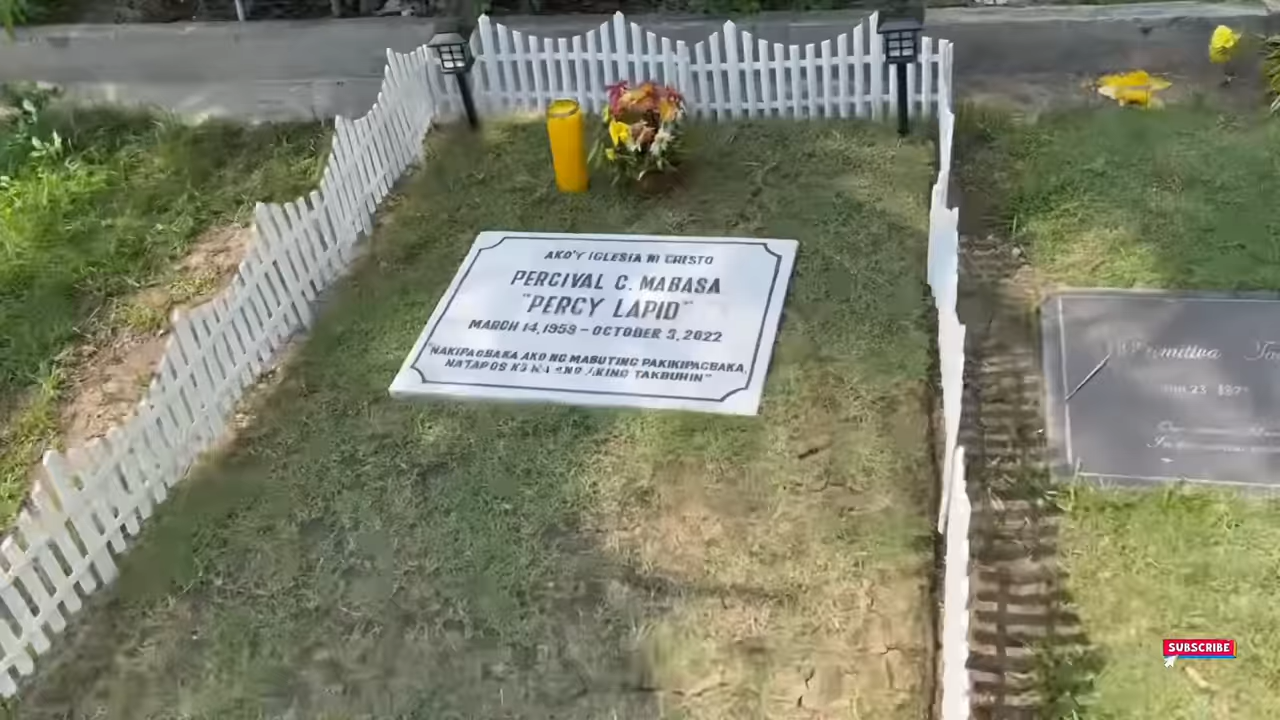 AKO'Y IGLESIA NI CRISTO
PERCIVAL C. MABASA
"PERCY LAPID"
MARCH 14, 1959 - OCTOBER 3, 2022
"NAKIPAGBAKA AKO NG MABUTING PAKIKIPAGBAKA,
NATAPOS KO NA ANG AKING TAKBUHIN"
Primitiva
SUBSCRIBE